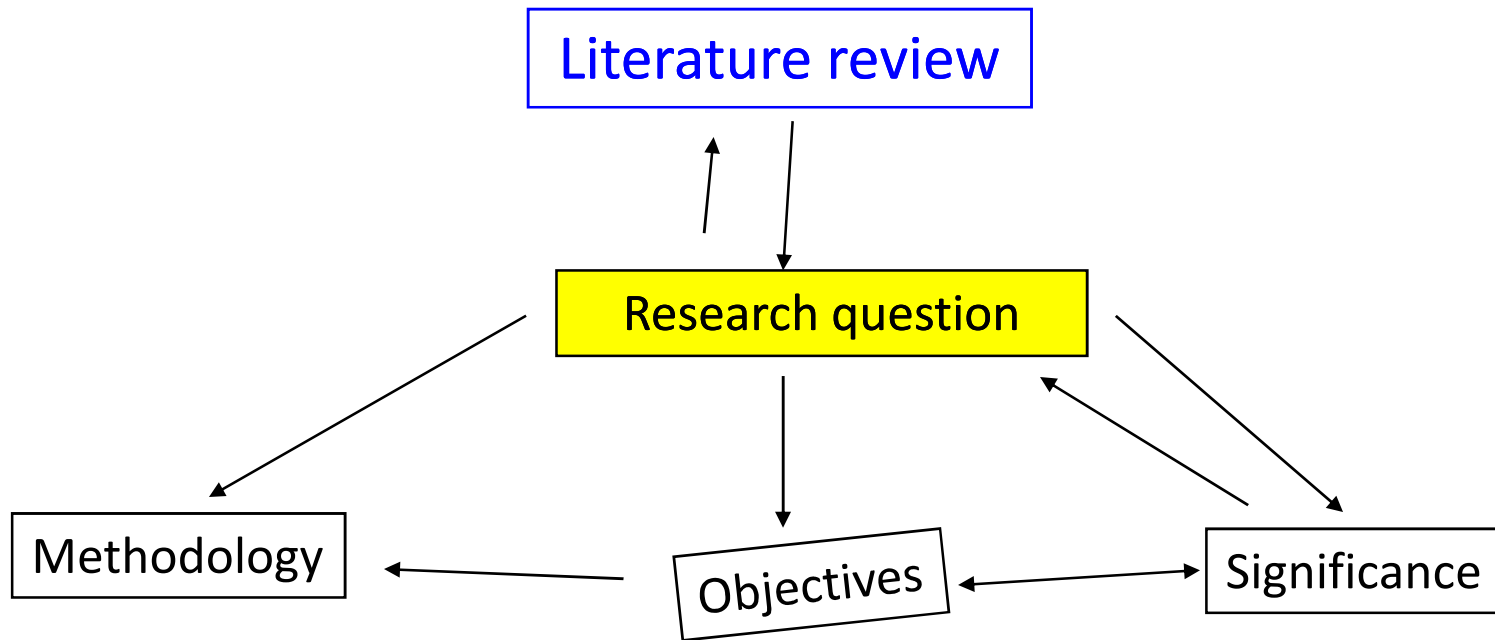 Literature review
Research question
Methodology
Objectives
Significance